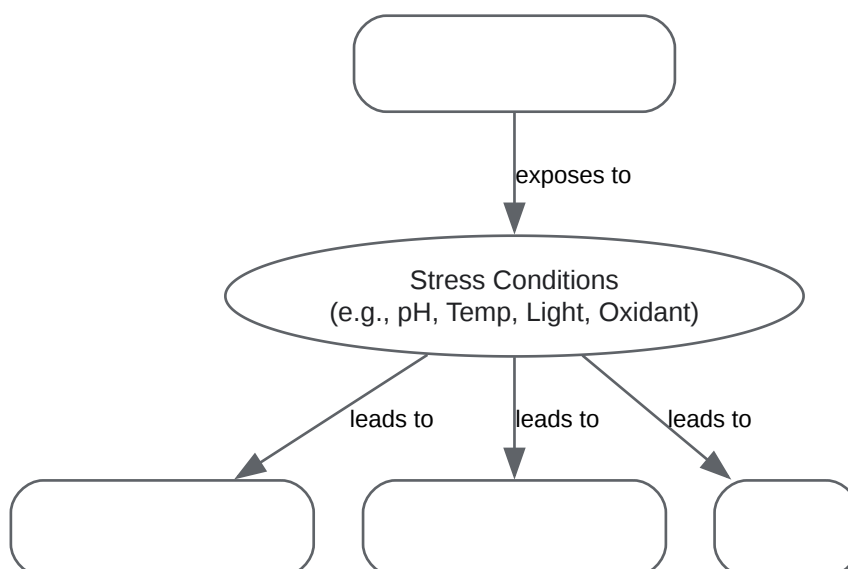 exposes to
Stress Conditions
(e.g., pH, Temp, Light, Oxidant)
leads to
leads to
leads to